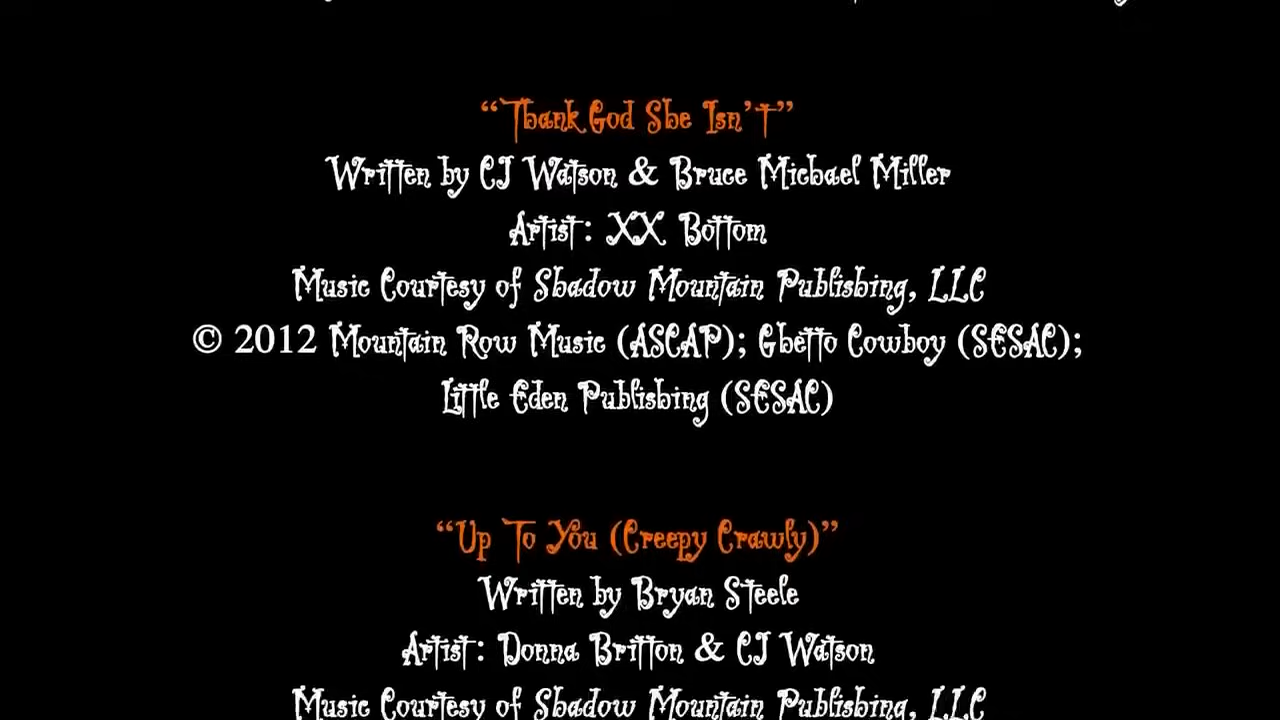 “Thank God She Isn’t”
Written by CJ Watson & Bruce Michael Miller
Artist: XX Bottom
Music Courtesy of Shadow Mountain Publishing, LLC
© 2012 Mountain Row Music (ASCAP); Ghetto Cowboy (SESAC);
Little Eden Publishing (SESAC)
“Up To You (Creepy Crawly)”
Written by Bryan Steele
Artist: Donna Britton & CJ Watson
Music Courtesy of Shadow Mountain Publishing, LLC